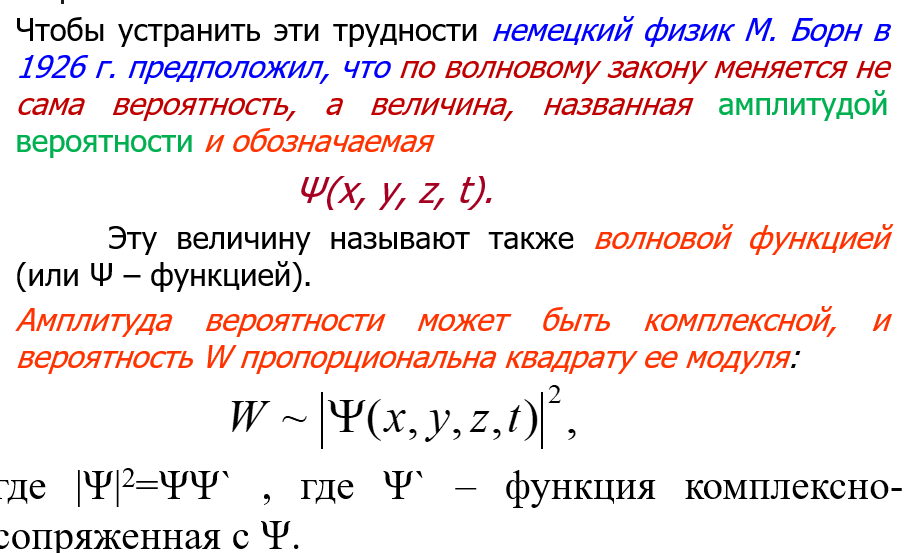 Чтобы устранить эти трудности немецкий физик М. Борн в
1926 г. предположил, что по волновому закону меняется не
сама вероятность, а величина, названная амплитудой
вероятности и обозначаемая
Ψ(x, y, z, t).
Эту величину называют также волновой функцией
(или Ψ – функцией).
Амплитуда вероятности может быть комплексной, и
вероятность W пропорциональна квадрату ее модуля:
W ~ |Ψ(x, y, z, t)|²,
где |Ψ|²=ΨΨ` , где Ψ` – функция комплексно-
сопряженная с Ψ.